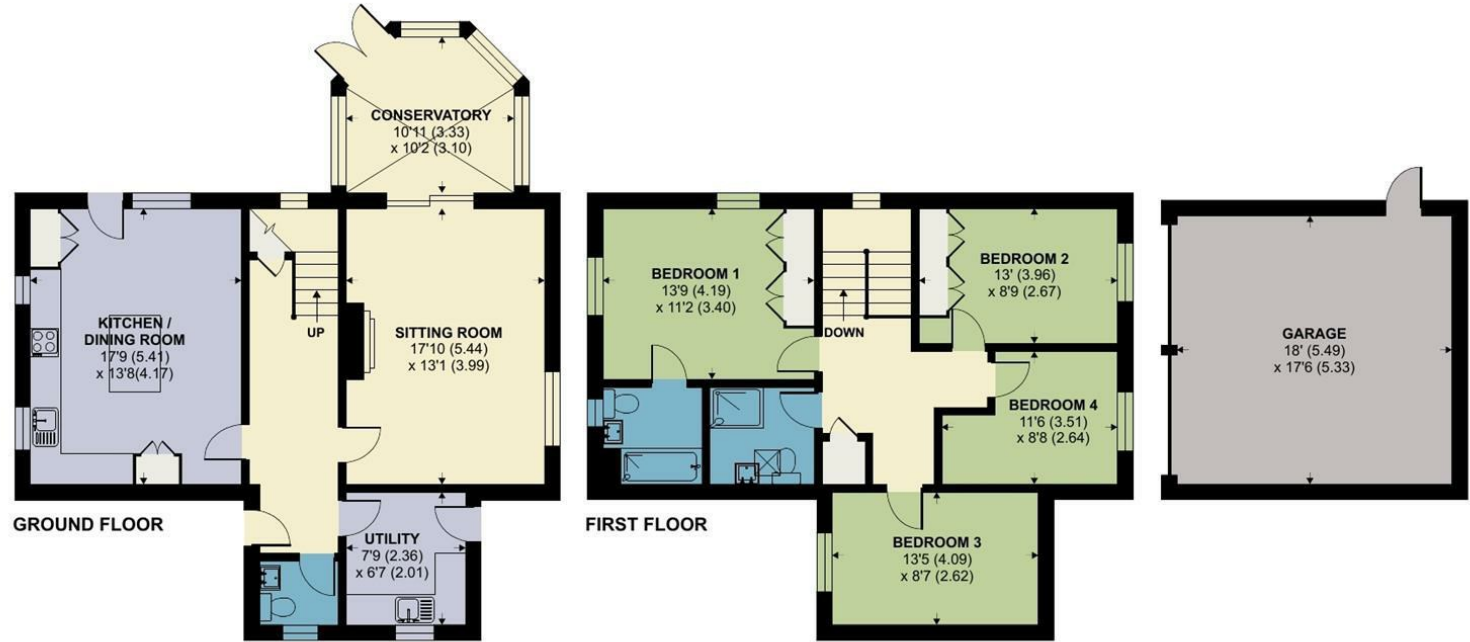 CONSERVATORY
10'11 (3.33)
x 10'2 (3.10)
KITCHEN /
DINING ROOM
17'9 (5.41)
x 13'8(4.17)
UP
SITTING ROOM
17'10 (5.44)
x 13'1 (3.99)
UTILITY
7'9 (2.36)
x 6'7 (2.01)
GROUND FLOOR
BEDROOM 1
13'9 (4.19)
x 11'2 (3.40)
DOWN
BEDROOM 2
13' (3.96)
x 8'9 (2.67)
BEDROOM 4
11'6 (3.51)
x 8'8 (2.64)
BEDROOM 3
13'5 (4.09)
x 8'7 (2.62)
FIRST FLOOR
GARAGE
18' (5.49)
x 17'6 (5.33)